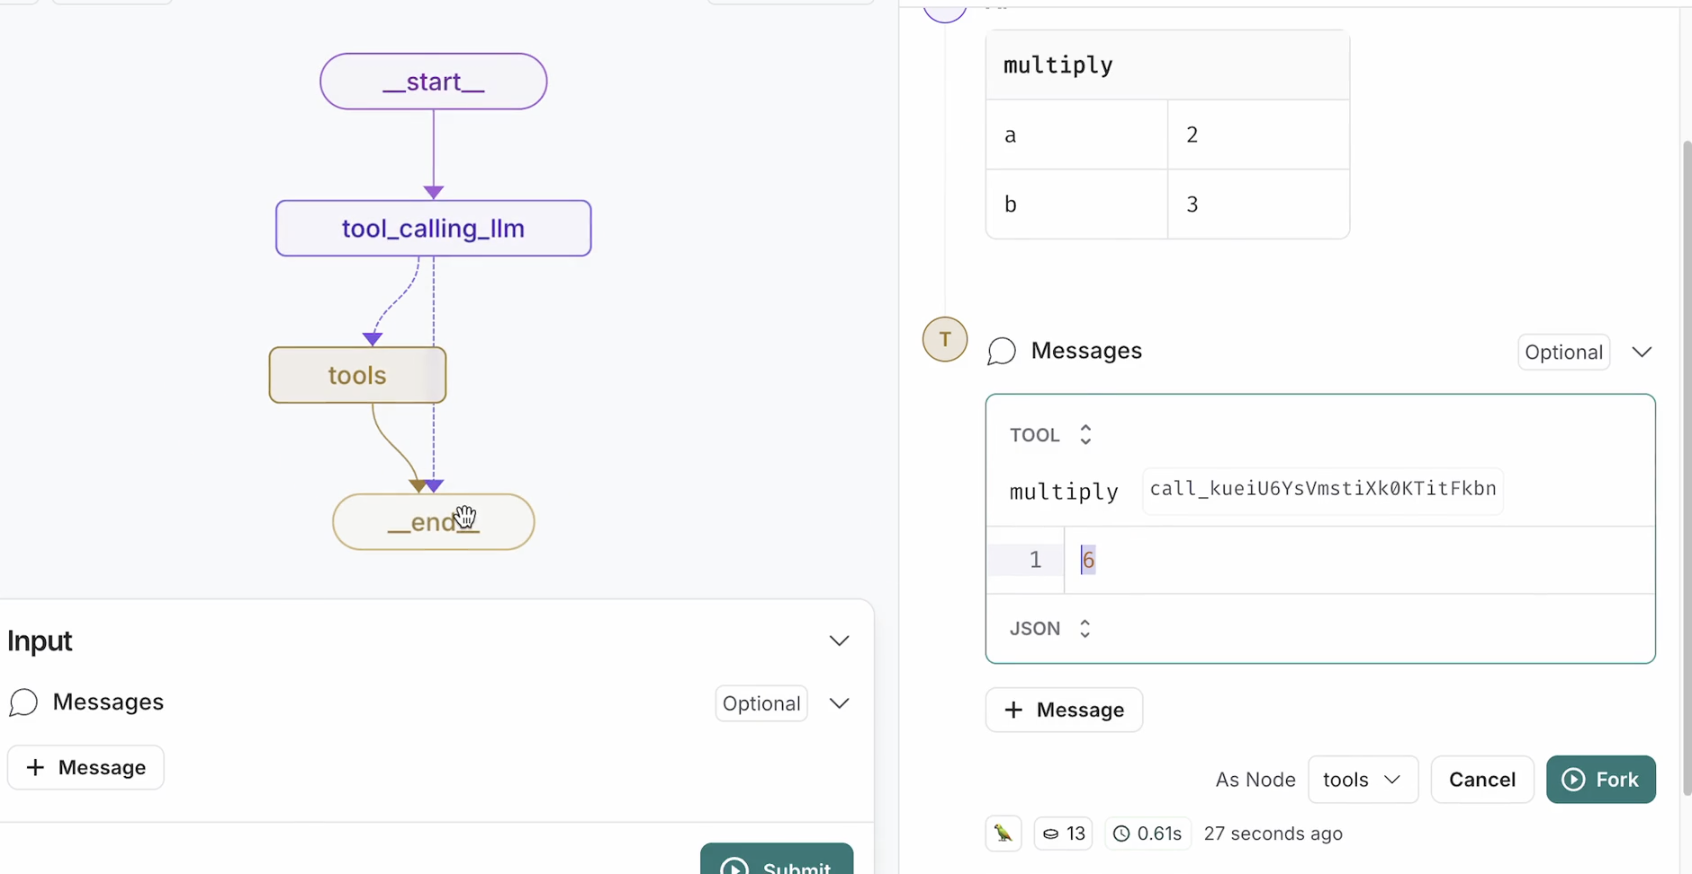 __start__
tool_calling_llm
tools
__end__
Input
Messages
Optional
+ Message
Submit
multiply
a 2
b 3
T
Messages
Optional
TOOL
multiply call_kueiU6YsVmstiXk0KTitFkbn
1 6
JSON
+ Message
As Node tools Cancel Fork
13 0.61s 27 seconds ago